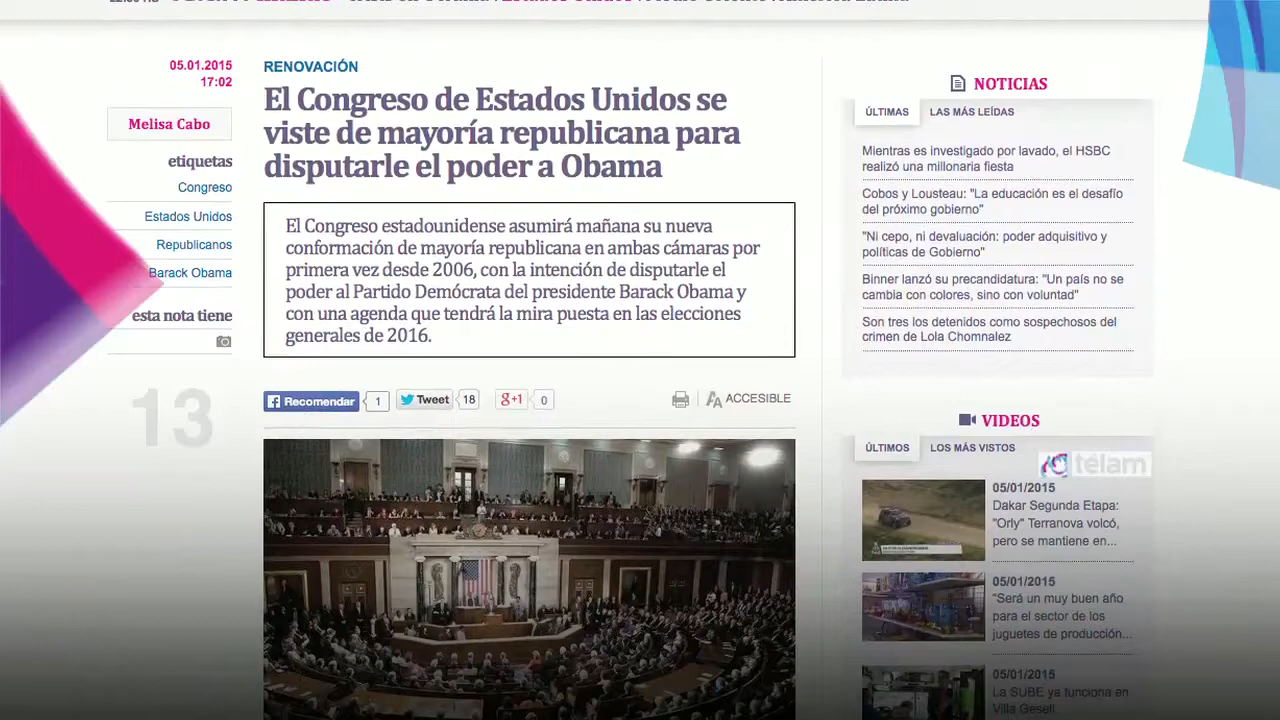 05.01.2015
17:02
Melisa Cabo
etiquetas
Congreso
Estados Unidos
Republicanos
Barack Obama
esta nota tiene
13
RENOVACIÓN
El Congreso de Estados Unidos se
viste de mayoría republicana para
disputarle el poder a Obama
El Congreso estadounidense asumirá mañana su nueva
conformación de mayoría republicana en ambas cámaras por
primera vez desde 2006, con la intención de disputarle el
poder al Partido Demócrata del presidente Barack Obama y
con una agenda que tendrá la mira puesta en las elecciones
generales de 2016.
Recomendar 1 Tweet 18 g+1 0 ACCESIBLE
NOTICIAS
ÚLTIMAS LAS MÁS LEÍDAS
Mientras es investigado por lavado, el HSBC
realizó una millonaria fiesta
Cobos y Lousteau: "La educación es el desafío
del próximo gobierno"
"Ni cepo, ni devaluación: poder adquisitivo y
políticas de Gobierno"
Binner lanzó su precandidatura: "Un país no se
cambia con colores, sino con voluntad"
Son tres los detenidos como sospechosos del
crimen de Lola Chomnalez
VIDEOS
ÚLTIMOS LOS MÁS VISTOS
télam
05/01/2015
Dakar Segunda Etapa:
"Orly" Terranova volcó,
pero se mantiene en...
05/01/2015
"Será un muy buen año
para el sector de los
juguetes de producción...
05/01/2015
La SUBE ya funciona en
Villa Gesell